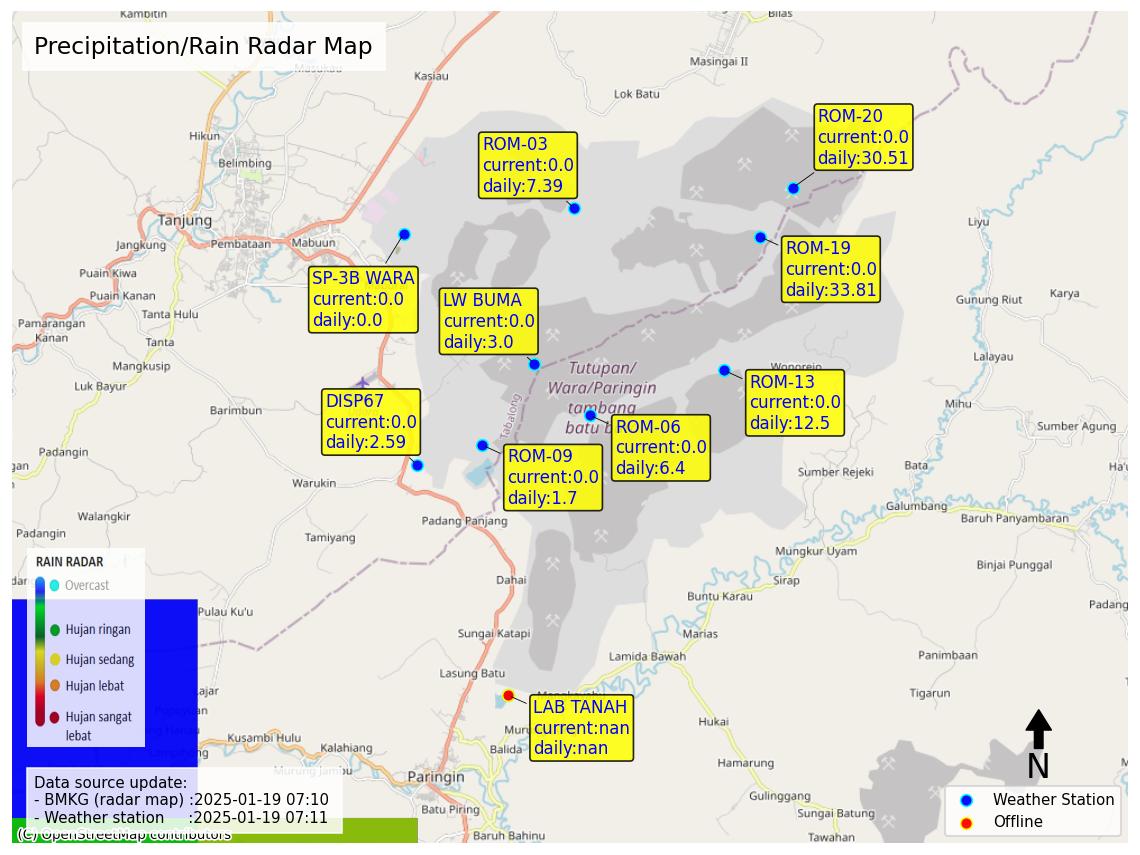 Kambitin
Bilas
Precipitation/Rain Radar Map
Masukau
Kasiau
Masingai II
Lok Batu
ROM-20
current:0.0
daily:30.51
Hikun
Belimbing
ROM-03
current:0.0
daily:7.39
Tanjung
Jangkung
Pembataan
Mabuun
Liyu
ROM-19
current:0.0
daily:33.81
Puain Kiwa
Puain Kanan
SP-3B WARA
current:0.0
daily:0.0
LW BUMA
current:0.0
daily:3.0
Gunung Riut
Karya
Tanta Hulu
Pamarangan
Kanan
Tanta
Mangkusip
Luk Bayur
Lalayau
Wonorejo
Tutupan/
Wara/Paringin
tambang
batu b
ROM-13
current:0.0
daily:12.5
Barimbun
DISP67
current:0.0
daily:2.59
Tabalong
ROM-06
current:0.0
daily:6.4
Mihu
Sumber Agung
ROM-09
current:0.0
daily:1.7
Warukin
Sumber Rejeki
Bata
Galumbang
Baruh Panyambaran
Walangkir
Padangin
Padang Panjang
Tamiyang
Mungkur Uyam
Binjai Punggal
RAIN RADAR
Overcast
Dahai
Sirap
Buntu Karau
Padang
Pulau Ku'u
Hujan ringan
Sungai Katapi
Marias
Hujan sedang
Lamida Bawah
Panimbaan
Lasung Batu
Hujan lebat
Tigarun
LAB TANAH
current:nan
daily:nan
Hujan sangat
lebat
Hukai
Kusambi Hulu
Kalahiang
Balida
Murung Jambu
Hamarung
N
Paringin
Data source update:
- BMKG (radar map) :2025-01-19 07:10
- Weather station :2025-01-19 07:11
Batu Piring
Gulinggang
Sungai Batung
Weather Station
Offline
(C) OpenStreetMap contributors
Baruh Bahinu
Tawahan